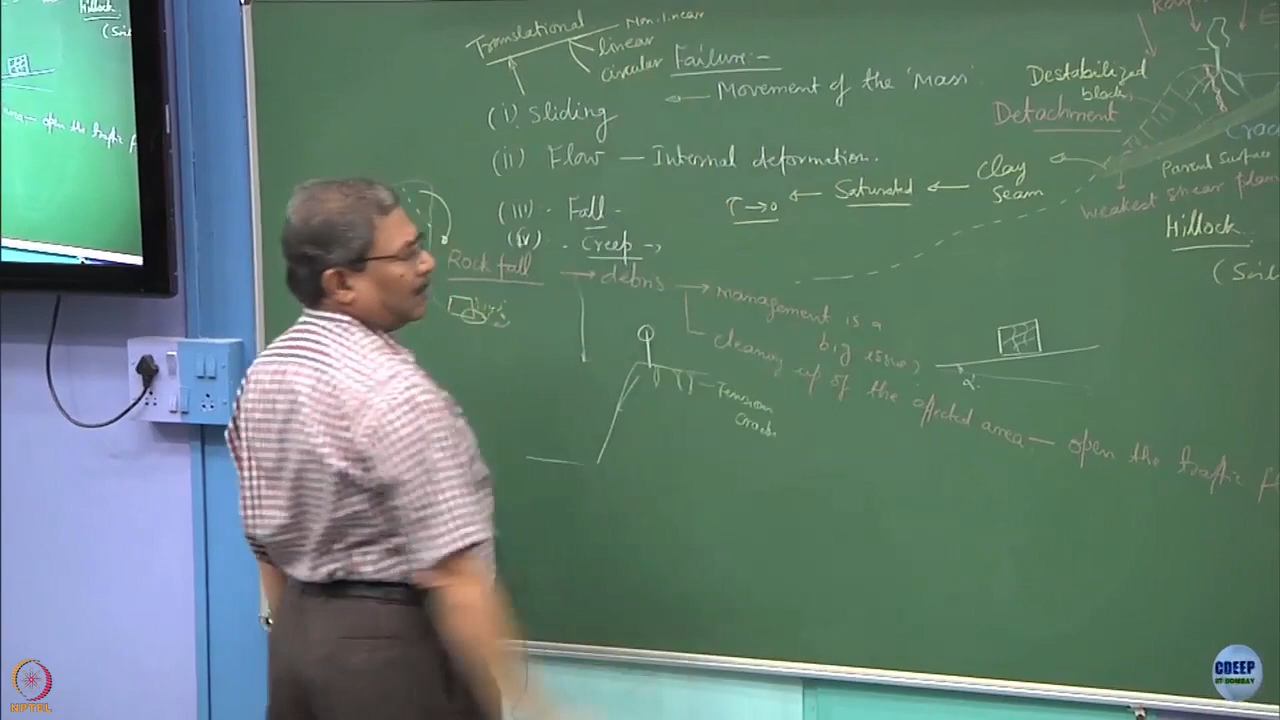 Hillock
Translational
Non linear
linear
circular
Failure:-
Movement of the 'Mass'
(i) Sliding
(ii) Flow — Internal deformation.
(iii) . Fall -
(iv) . Creep →
τ→0 ← Saturated ← Clay Seam
Destabilized
block
Detachment
Parent Surface
Weakest shear plane
Hillock
Rock fall → debris → management is a
big issue
cleaning up of the affected area — open the traffic
Tension
Cracks
α
CDEEP
IIT BOMBAY
NPTEL